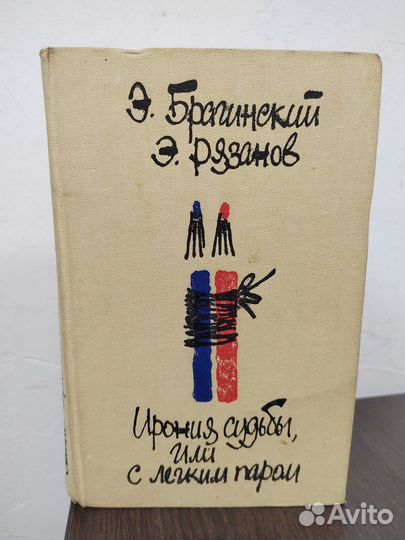 Э. Брагинский
Э. Рязанов
Ирония судьбы,
или
с легким паром
Avito